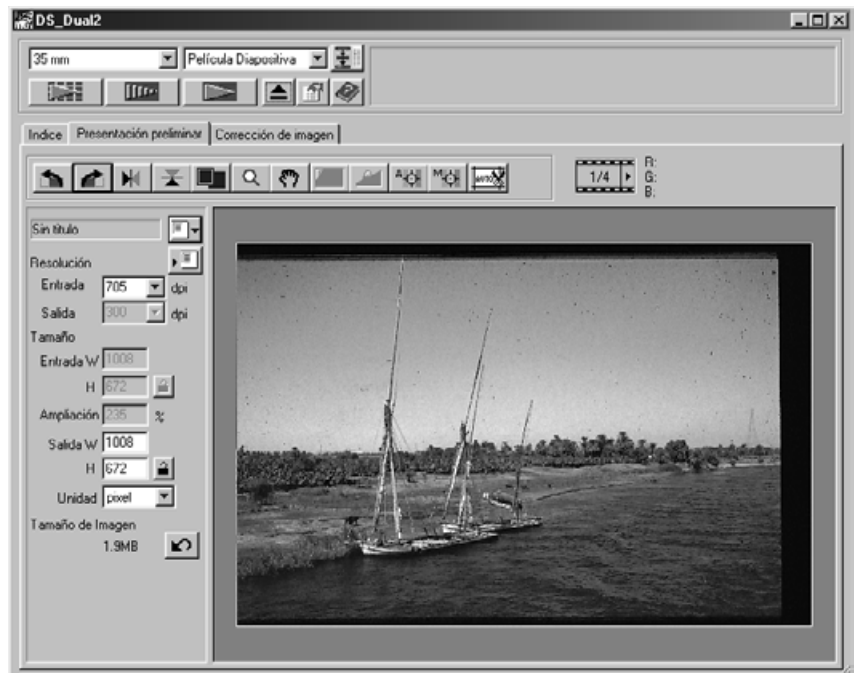 DS_Dual2
35 mm Película Diapositiva
Indice Presentación preliminar Corrección de imagen
A M AUTO 1/4 R:
G:
B:
Sin título
Resolución
Entrada 705 dpi
Salida 300 dpi
Tamaño
Entrada W 1008
H 672
Ampliación 235 %
Salida W 1008
H 672
Unidad pixel
Tamaño de Imagen
1.9MB